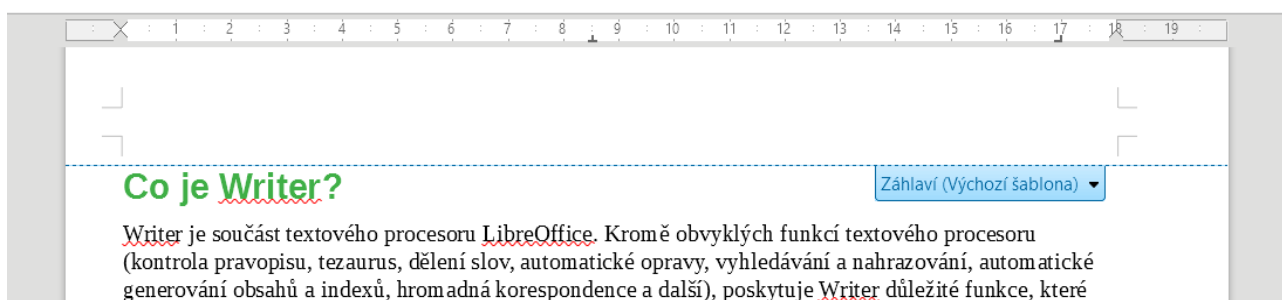 1 2 3 4 5 6 7 8 9 10 11 12 13 14 15 16 17 18 19
Co je Writer?
Záhlaví (Výchozí šablona)
Writer je součást textového procesoru LibreOffice. Kromě obvyklých funkcí textového procesoru
(kontrola pravopisu, tezaurus, dělení slov, automatické opravy, vyhledávání a nahrazování, automatické
generování obsahů a indexů, hromadná korespondence a další), poskytuje Writer důležité funkce, které